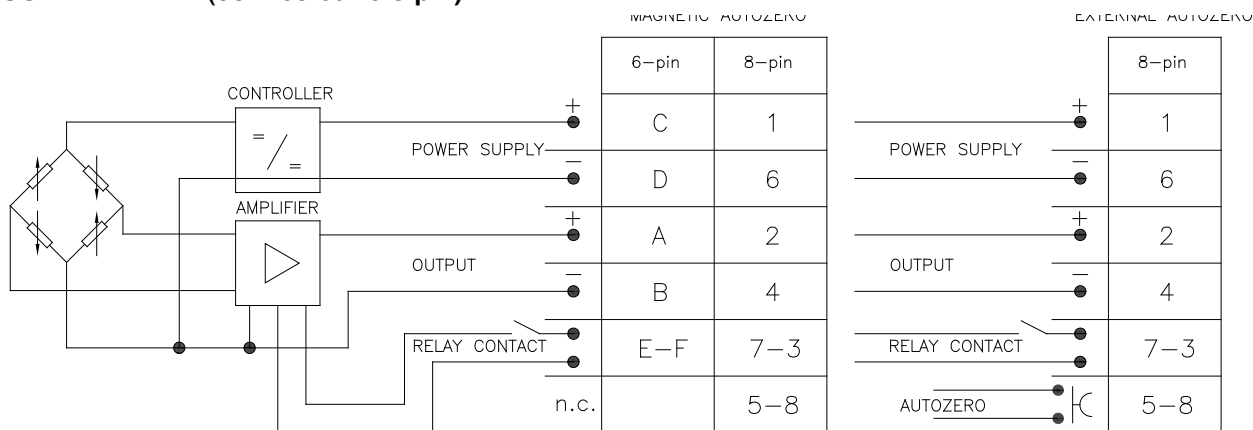 MAGNETIC AUTOZERO
EXTERNAL AUTOZERO
6-pin 8-pin
8-pin
CONTROLLER
= / =
+ C 1
POWER SUPPLY
− D 6
AMPLIFIER
+ A 2
OUTPUT
− B 4
RELAY CONTACT E-F 7-3
n.c. 5-8
+ 1
POWER SUPPLY
− 6
+ 2
OUTPUT
− 4
RELAY CONTACT 7-3
AUTOZERO 5-8